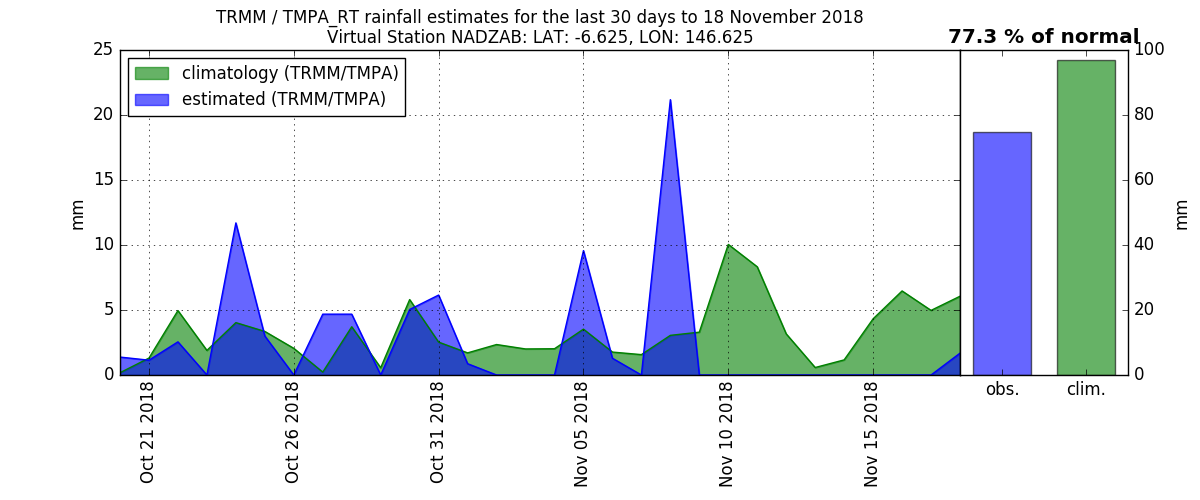 TRMM / TMPA_RT rainfall estimates for the last 30 days to 18 November 2018
Virtual Station NADZAB: LAT: -6.625, LON: 146.625
77.3 % of normal
climatology (TRMM/TMPA)
estimated (TRMM/TMPA)
25
20
15
10
5
0
mm
100
80
60
40
20
0
mm
obs.
clim.
Oct 21 2018
Oct 26 2018
Oct 31 2018
Nov 05 2018
Nov 10 2018
Nov 15 2018